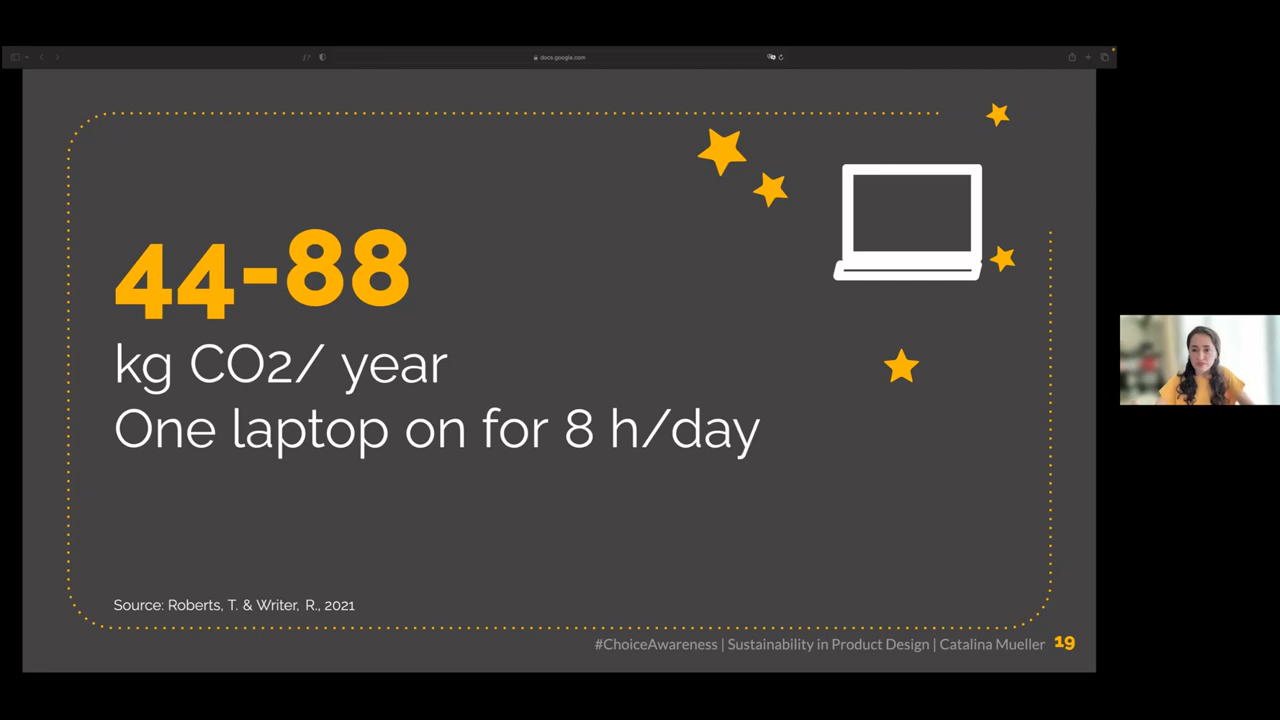 docs.google.com
44-88
kg CO2/ year
One laptop on for 8 h/day
Source: Roberts, T. & Writer, R., 2021
#ChoiceAwareness | Sustainability in Product Design | Catalina Mueller 19